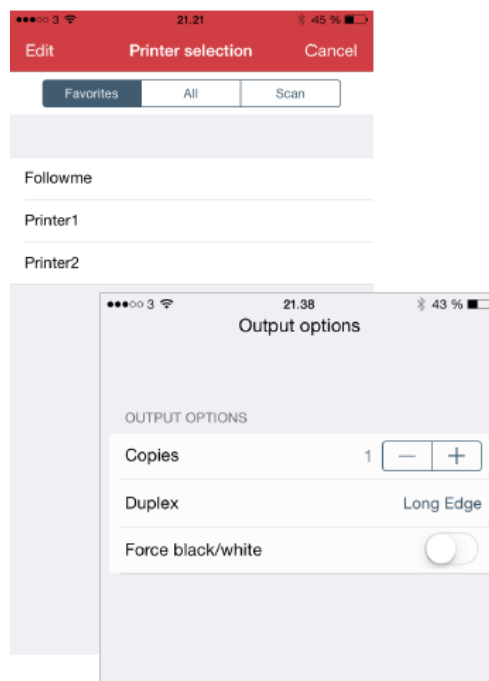 3 21.21 45 %
Edit Printer selection Cancel
Favorites All Scan
Followme
Printer1
Printer2
3 21.38 43 %
Output options
OUTPUT OPTIONS
Copies 1 — +
Duplex Long Edge
Force black/white